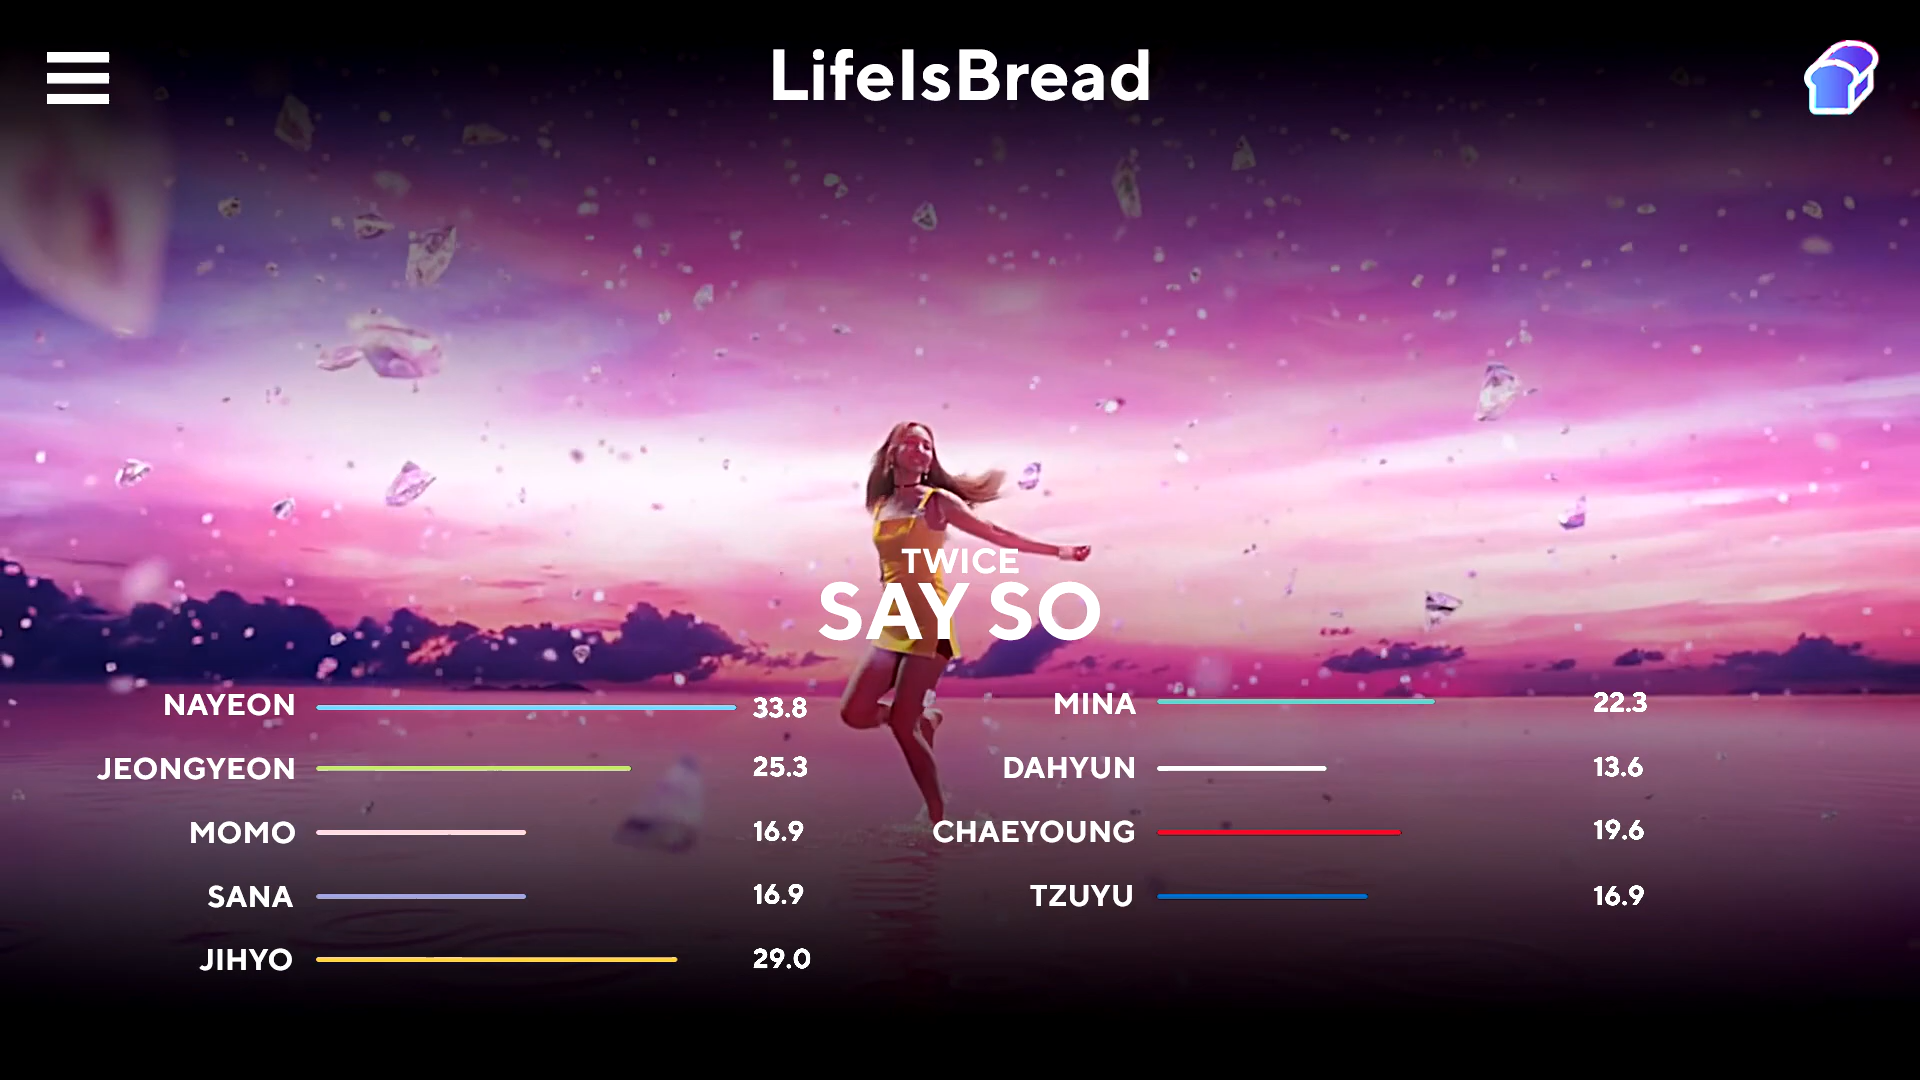 LifeIsBread
TWICE
SAY SO
NAYEON 33.8
JEONGYEON 25.3
MOMO 16.9
SANA 16.9
JIHYO 29.0
MINA 22.3
DAHYUN 13.6
CHAEYOUNG 19.6
TZUYU 16.9